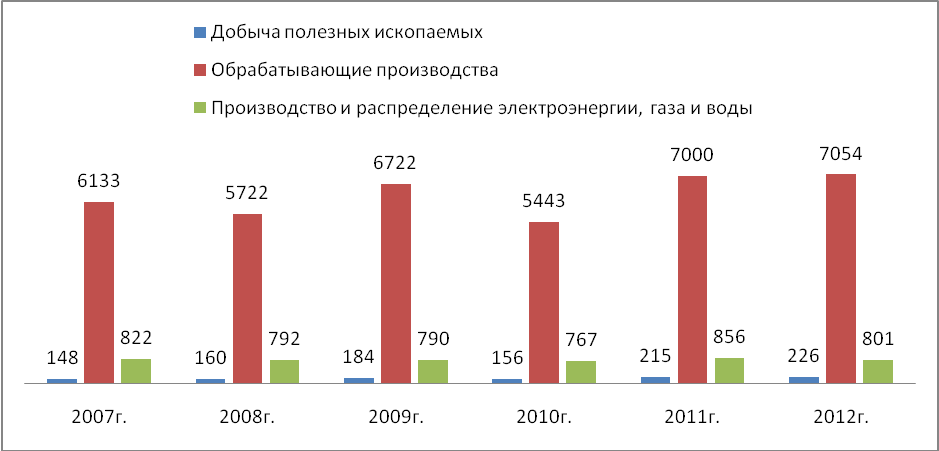 Добыча полезных ископаемых
Обрабатывающие производства
Производство и распределение электроэнергии, газа и воды
148 6133 822 160 5722 792 184 6722 790 156 5443 767 215 7000 856 226 7054 801
2007г. 2008г. 2009г. 2010г. 2011г. 2012г.